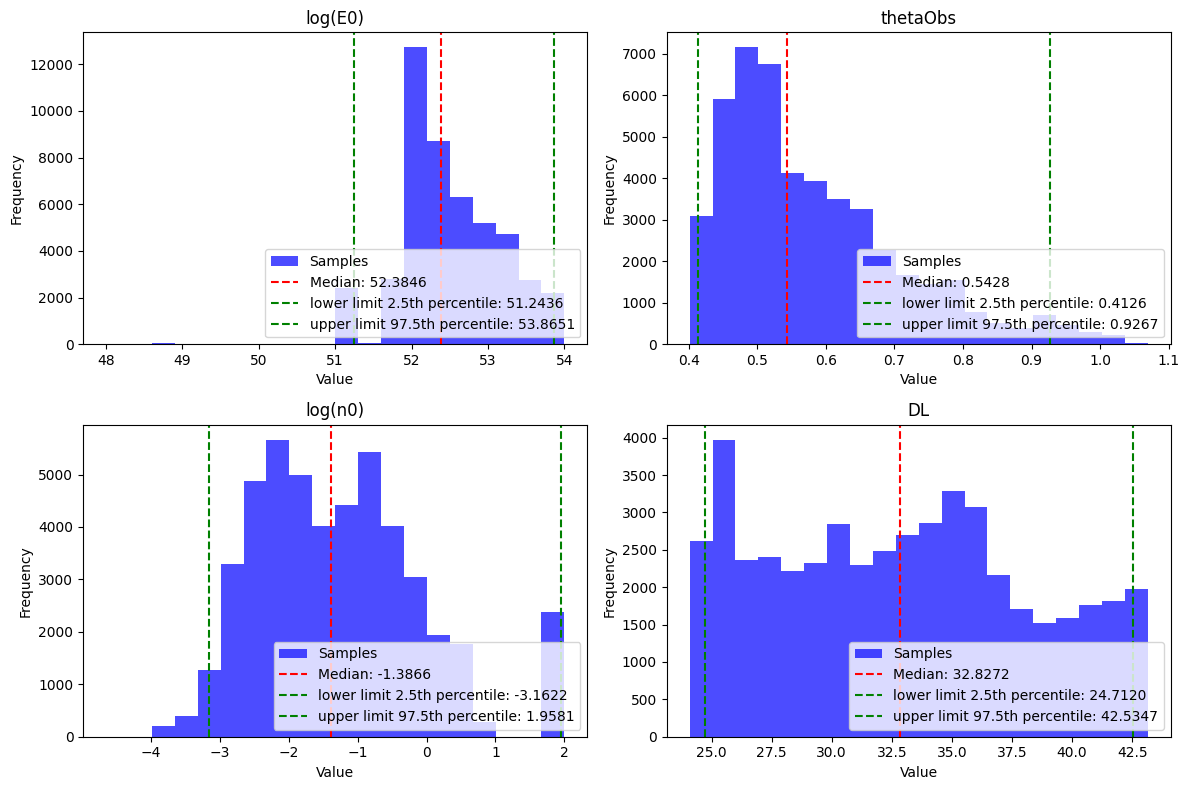 log(E0)
Frequency
12000
10000
8000
6000
4000
2000
0
48 49 50 51 52 53 54
Value
Samples
Median: 52.3846
lower limit 2.5th percentile: 51.2436
upper limit 97.5th percentile: 53.8651
thetaObs
Frequency
7000
6000
5000
4000
3000
2000
1000
0
0.4 0.5 0.6 0.7 0.8 0.9 1.0 1.1
Value
Samples
Median: 0.5428
lower limit 2.5th percentile: 0.4126
upper limit 97.5th percentile: 0.9267
log(n0)
Frequency
5000
4000
3000
2000
1000
0
−4 −3 −2 −1 0 1 2
Value
Samples
Median: -1.3866
lower limit 2.5th percentile: -3.1622
upper limit 97.5th percentile: 1.9581
DL
Frequency
4000
3500
3000
2500
2000
1500
1000
500
0
25.0 27.5 30.0 32.5 35.0 37.5 40.0 42.5
Value
Samples
Median: 32.8272
lower limit 2.5th percentile: 24.7120
upper limit 97.5th percentile: 42.5347